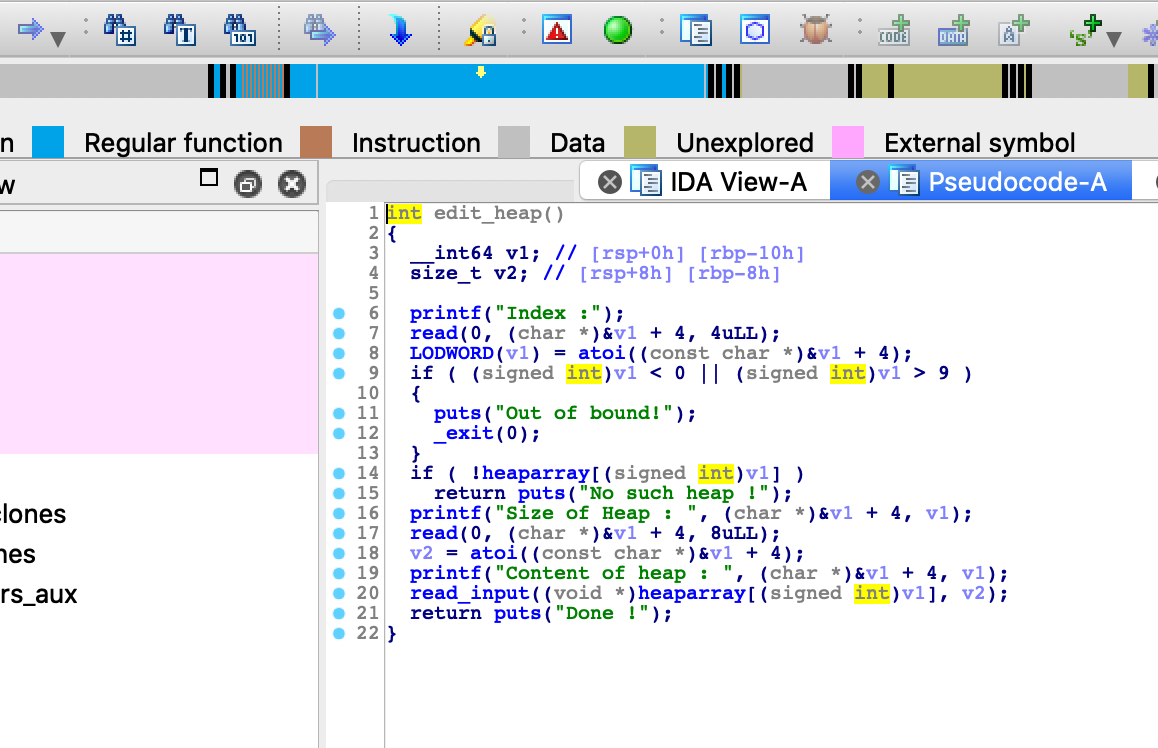 n Regular function Instruction Data Unexplored External symbol
w
IDA View-A Pseudocode-A
1 int edit_heap()
2 {
3 __int64 v1; // [rsp+0h] [rbp-10h]
4 size_t v2; // [rsp+8h] [rbp-8h]
5
6 printf("Index :");
7 read(0, (char *)&v1 + 4, 4uLL);
8 LODWORD(v1) = atoi((const char *)&v1 + 4);
9 if ( (signed int)v1 < 0 || (signed int)v1 > 9 )
10 {
11 puts("Out of bound!");
12 _exit(0);
13 }
14 if ( !heaparray[(signed int)v1] )
15 return puts("No such heap !");
16 printf("Size of Heap : ", (char *)&v1 + 4, v1);
17 read(0, (char *)&v1 + 4, 8uLL);
18 v2 = atoi((const char *)&v1 + 4);
19 printf("Content of heap : ", (char *)&v1 + 4, v1);
20 read_input((void *)heaparray[(signed int)v1], v2);
21 return puts("Done !");
22 }
clones
nes
rs_aux